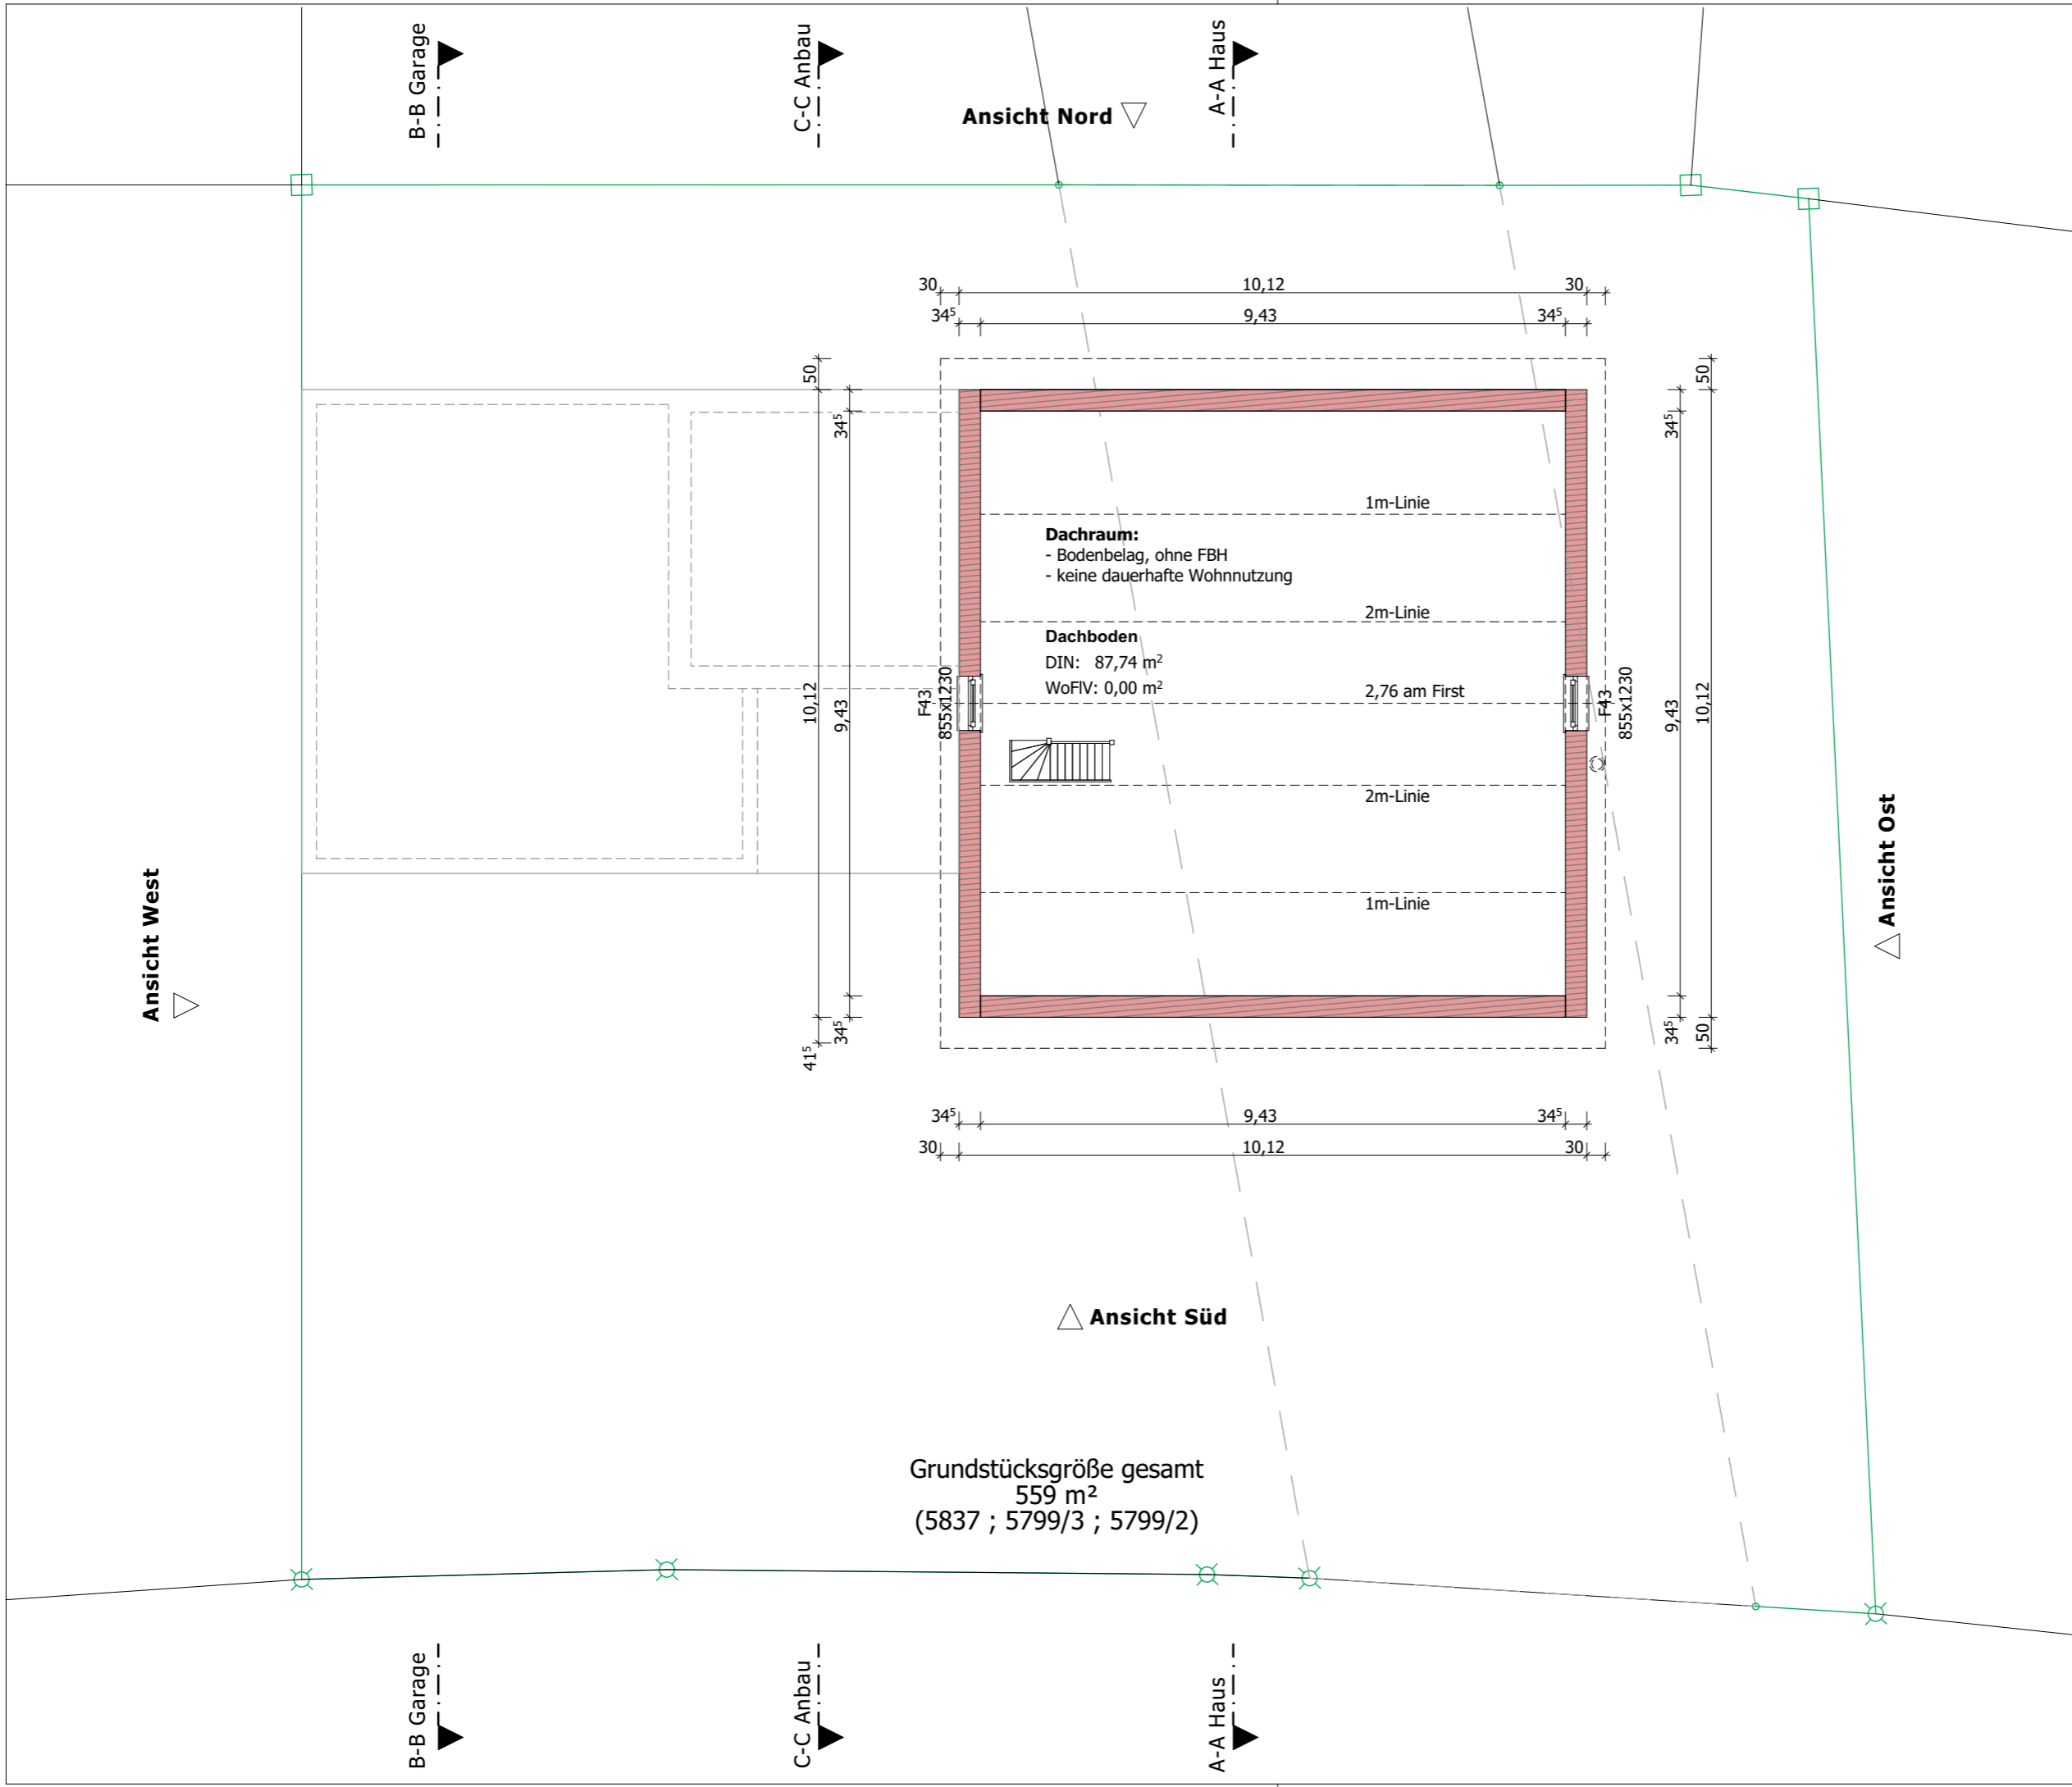 B-B Garage
C-C Anbau
A-A Haus
Ansicht Nord
30
10,12
30
34⁵
9,43
34⁵
50
50
34⁵
34⁵
1m-Linie
Dachraum:
- Bodenbelag, ohne FBH
- keine dauerhafte Wohnnutzung
2m-Linie
Dachboden
DIN: 87,74 m²
WoFlV: 0,00 m²
2,76 am First
10,12
9,43
F43
855x1230
F43
855x1230
9,43
10,12
2m-Linie
1m-Linie
Ansicht West
Ansicht Ost
41⁵
34⁵
34⁵
50
34⁵
9,43
34⁵
30
10,12
30
Ansicht Süd
Grundstücksgröße gesamt
559 m²
(5837 ; 5799/3 ; 5799/2)
B-B Garage
C-C Anbau
A-A Haus